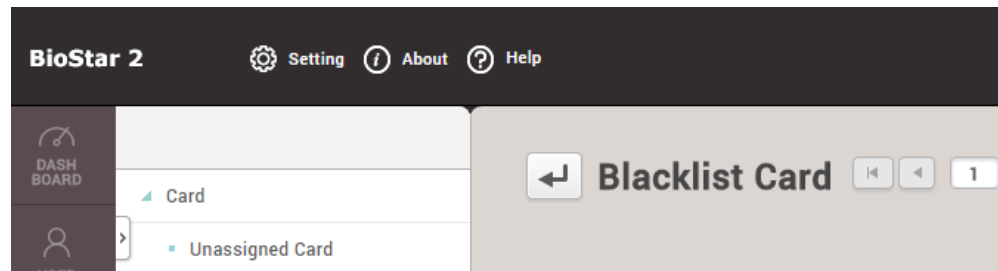 BioStar 2 Setting About Help
DASH
BOARD
Blacklist Card 1
Card
Unassigned Card